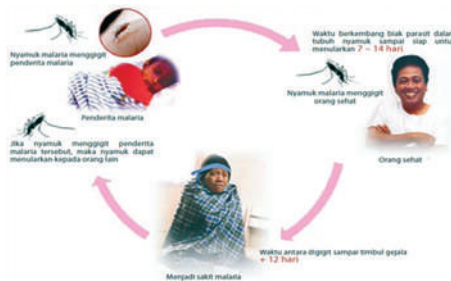 Nyamuk malaria menggigit
penderita malaria
Penderita malaria
Jika nyamuk menggigit penderita
malaria tersebut, maka nyamuk dapat
menularkan kepada orang lain
Waktu berkembang biak parasit dalam
tubuh nyamuk sampai siap untu
menularkan 7 – 14 hari
Nyamuk malaria menggigit
orang sehat
Orang sehat
Waktu antara digigit sampai timbul gejala
+ 12 hari
Menjadi sakit malaria